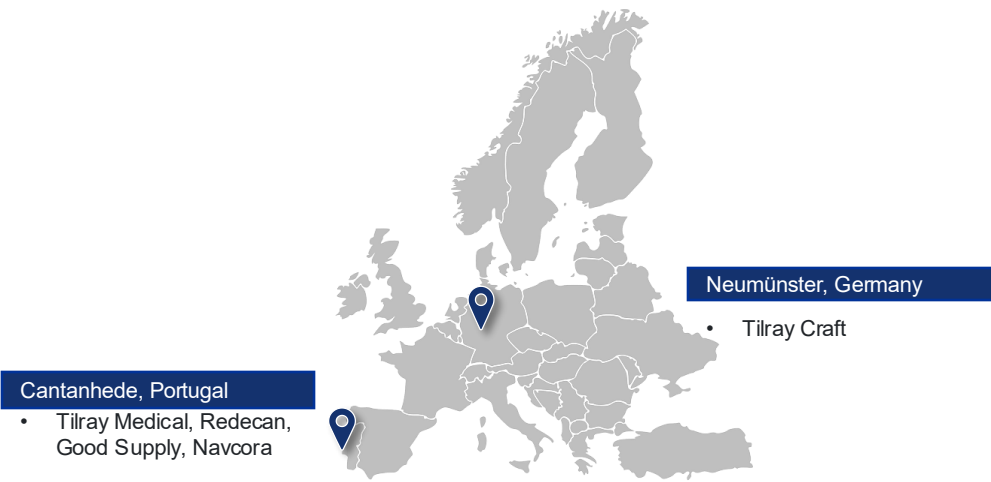 Neumünster, Germany
• Tilray Craft
Cantanhede, Portugal
• Tilray Medical, Redecan,
Good Supply, Navcora